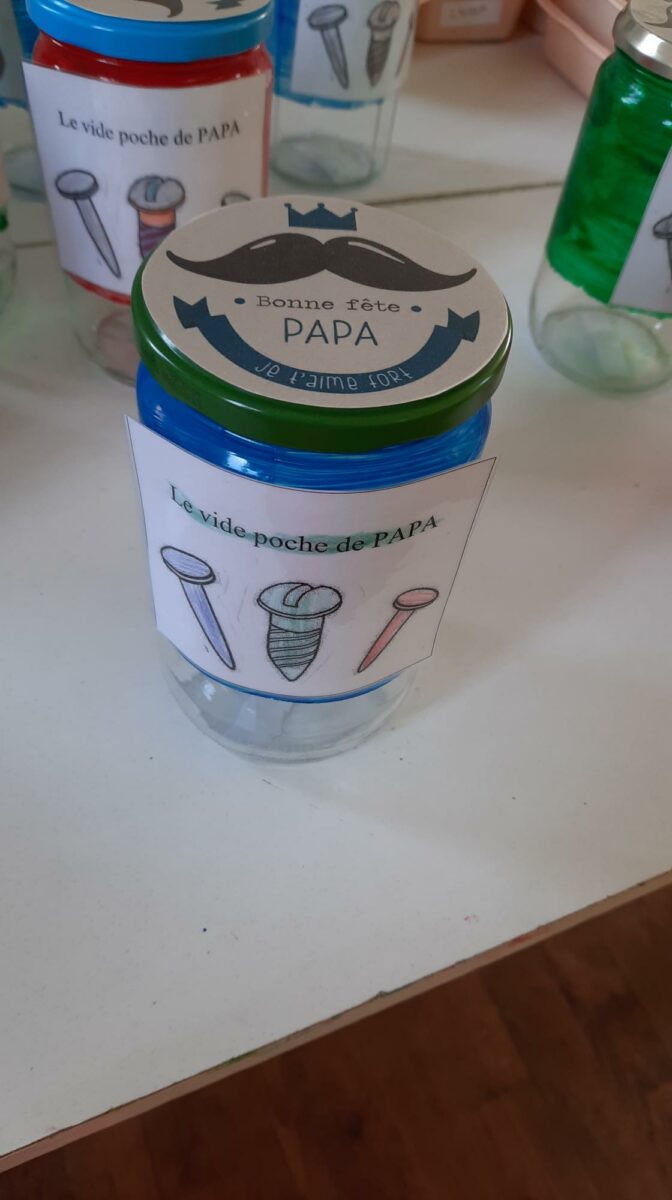 Le vide poche de PAPA
• Bonne fête •
PAPA
je t'aime fort
Le vide poche de PAPA